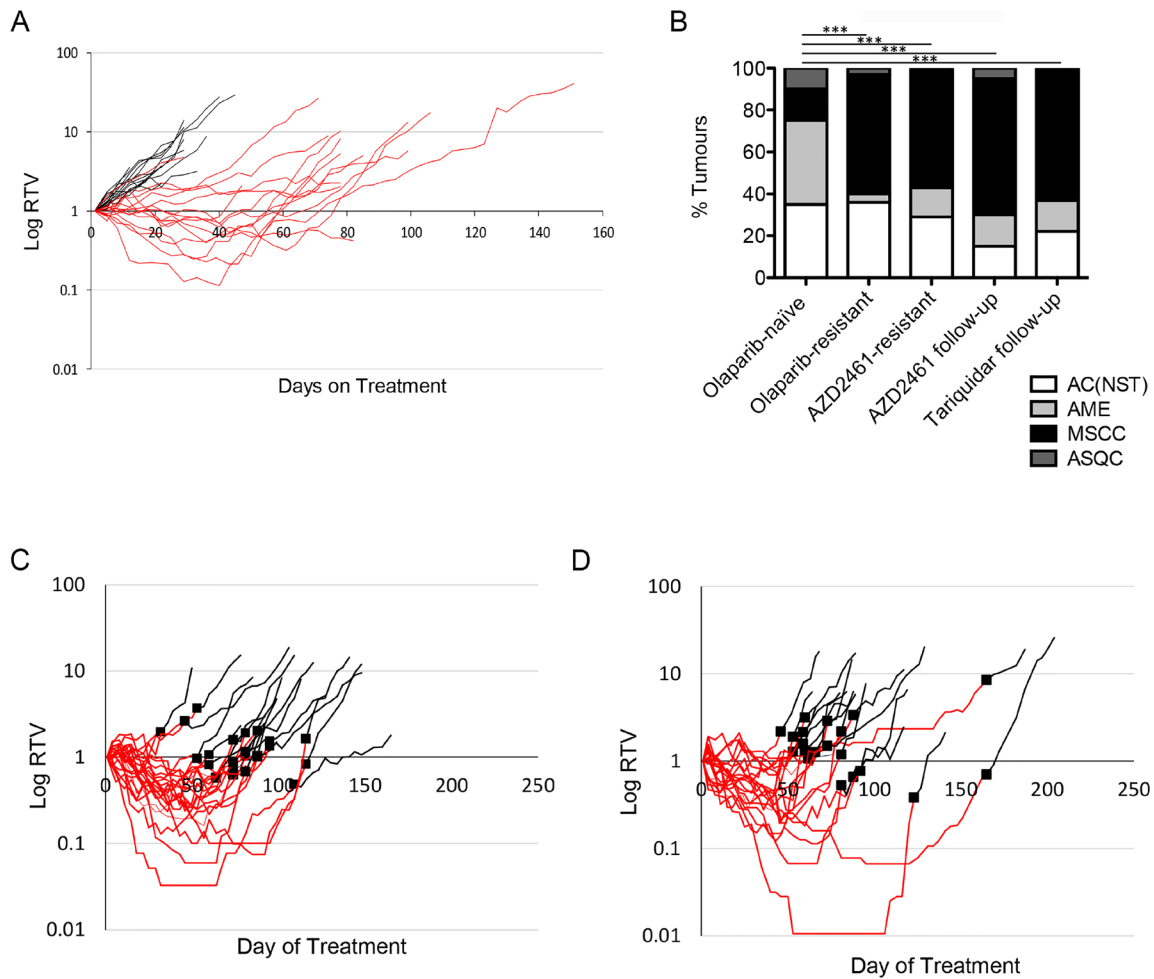 A
100
10
1
0.1
0.01
Log RTV
0 20 40 60 80 100 120 140 160
Days on Treatment
B
***
***
***
***
100
80
60
40
20
0
% Tumours
Olaparib-naïve
Olaparib-resistant
AZD2461-resistant
AZD2461 follow-up
Tariquidar follow-up
AC(NST)
AME
MSCC
ASQC
C
100
10
1
0.1
0.01
Log RTV
0 50 100 150 200 250
Day of Treatment
D
100
10
1
0.1
0.01
Log RTV
0 50 100 150 200 250
Day of Treatment